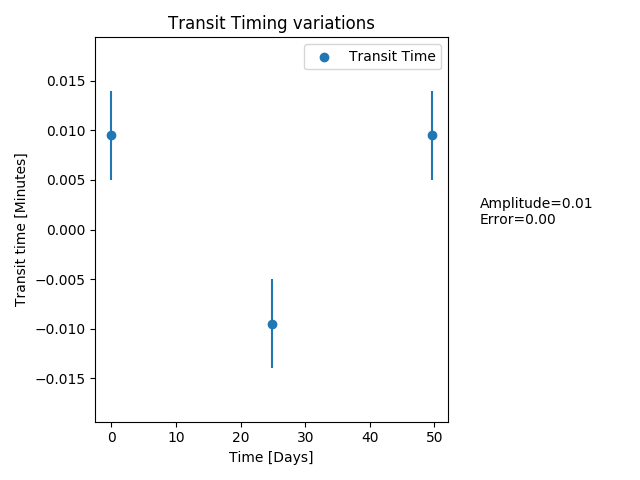 Transit Timing variations
Transit Time
0.015
0.010
0.005
0.000
−0.005
−0.010
−0.015
Transit time [Minutes]
0 10 20 30 40 50
Time [Days]
Amplitude=0.01
Error=0.00